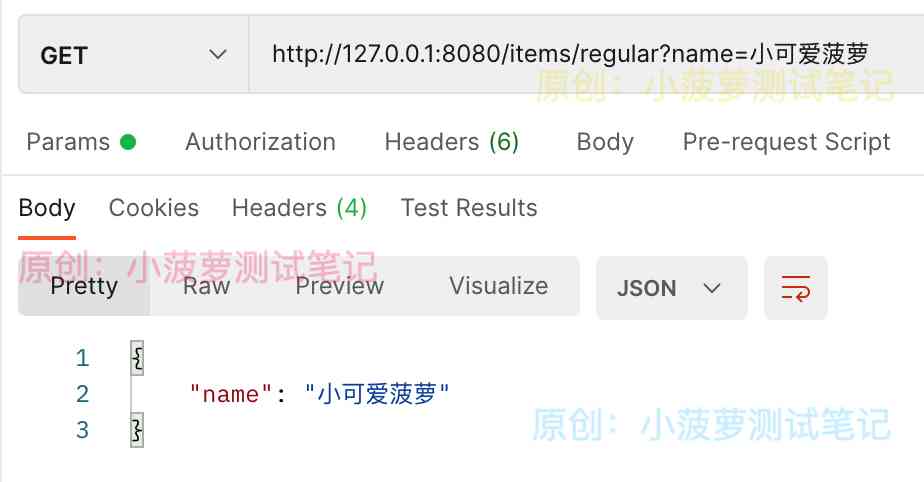 GET http://127.0.0.1:8080/items/regular?name=小可爱菠萝
原创：小菠萝测试笔记
Params Authorization Headers (6) Body Pre-request Script
Body Cookies Headers (4) Test Results
原创：小菠萝测试笔记
Pretty Raw Preview Visualize JSON
1 {
2 "name": "小可爱菠萝"
3 }
原创：小菠萝测试笔记